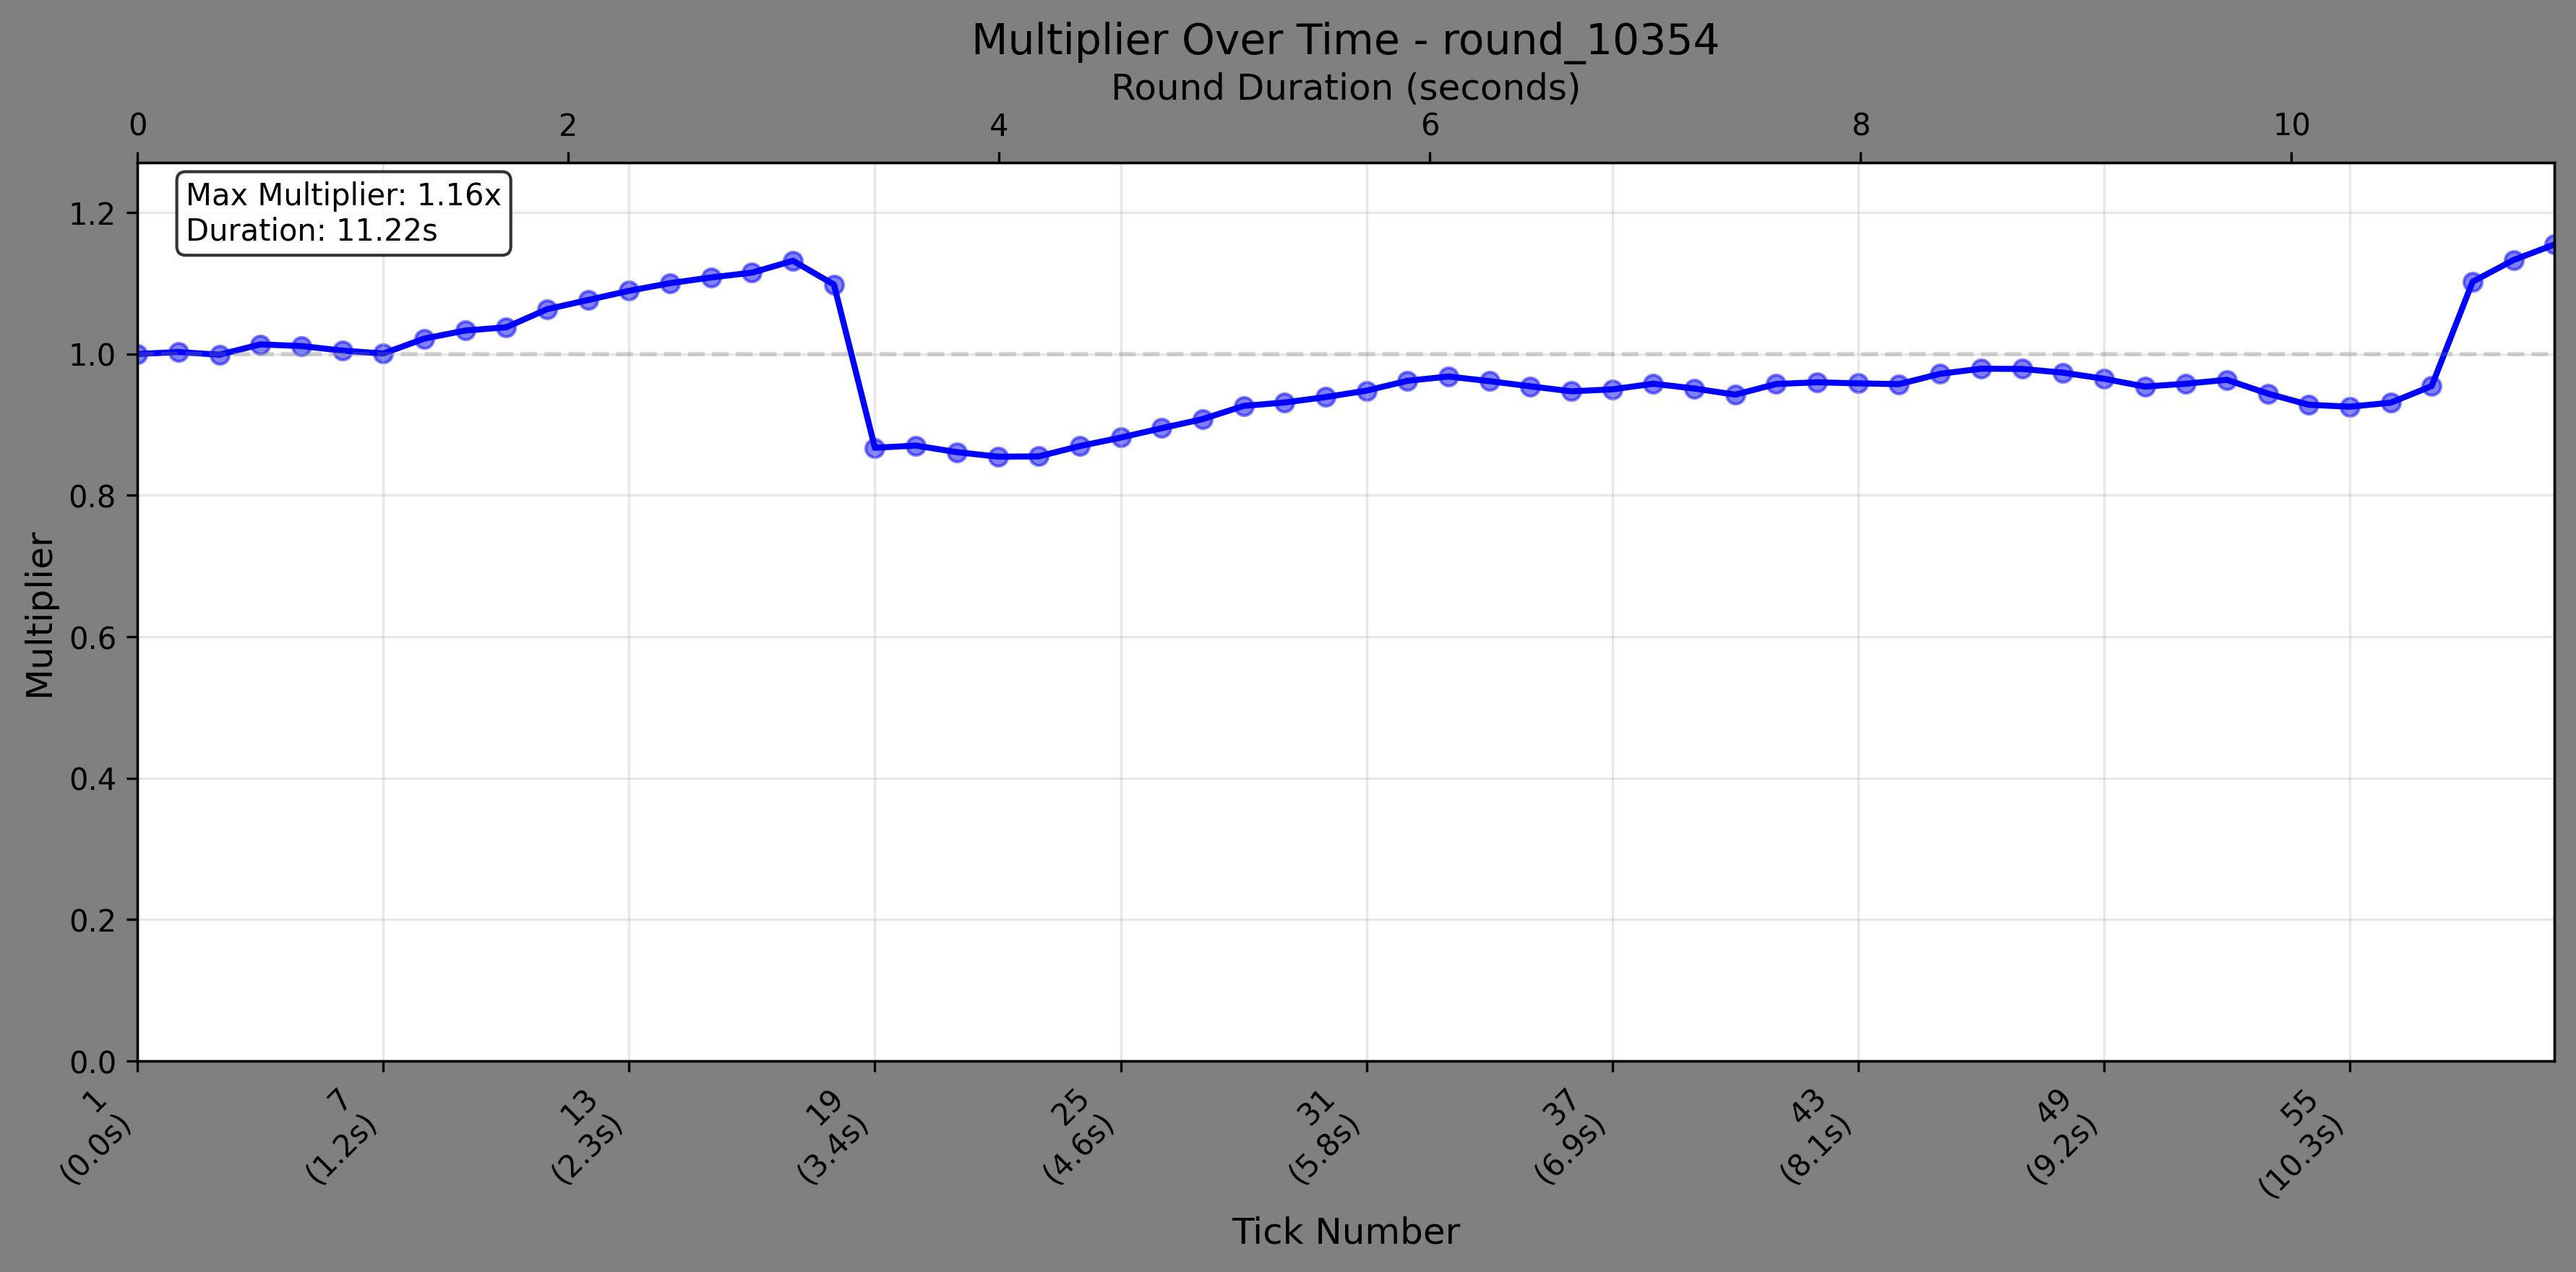 Multiplier Over Time - round_10354
Round Duration (seconds)
0 2 4 6 8 10
Max Multiplier: 1.16x
Duration: 11.22s
Multiplier
1.2
1.0
0.8
0.6
0.4
0.2
0.0
1
(0.0s)
7
(1.2s)
13
(2.3s)
19
(3.4s)
25
(4.6s)
31
(5.8s)
37
(6.9s)
43
(8.1s)
49
(9.2s)
55
(10.3s)
Tick Number